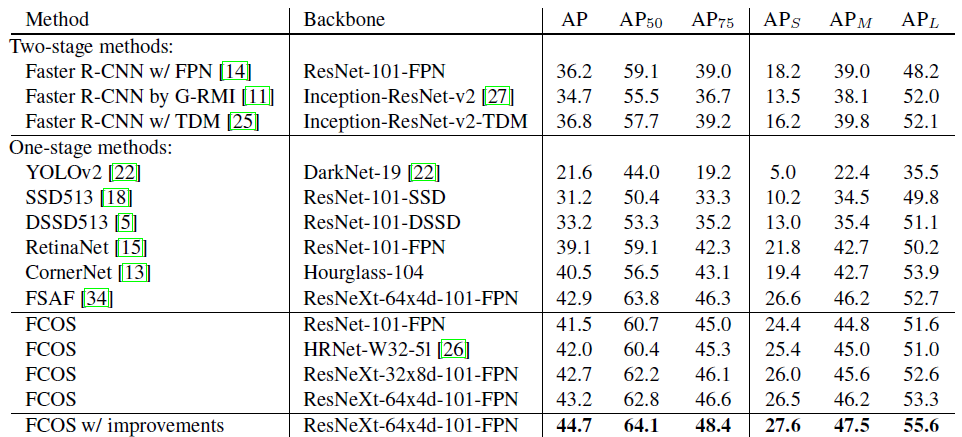 Method Backbone AP AP50 AP75 APS APM APL
Two-stage methods:
Faster R-CNN w/ FPN [14] ResNet-101-FPN 36.2 59.1 39.0 18.2 39.0 48.2
Faster R-CNN by G-RMI [11] Inception-ResNet-v2 [27] 34.7 55.5 36.7 13.5 38.1 52.0
Faster R-CNN w/ TDM [25] Inception-ResNet-v2-TDM 36.8 57.7 39.2 16.2 39.8 52.1
One-stage methods:
YOLOv2 [22] DarkNet-19 [22] 21.6 44.0 19.2 5.0 22.4 35.5
SSD513 [18] ResNet-101-SSD 31.2 50.4 33.3 10.2 34.5 49.8
DSSD513 [5] ResNet-101-DSSD 33.2 53.3 35.2 13.0 35.4 51.1
RetinaNet [15] ResNet-101-FPN 39.1 59.1 42.3 21.8 42.7 50.2
CornerNet [13] Hourglass-104 40.5 56.5 43.1 19.4 42.7 53.9
FSAF [34] ResNeXt-64x4d-101-FPN 42.9 63.8 46.3 26.6 46.2 52.7
FCOS ResNet-101-FPN 41.5 60.7 45.0 24.4 44.8 51.6
FCOS HRNet-W32-5l [26] 42.0 60.4 45.3 25.4 45.0 51.0
FCOS ResNeXt-32x8d-101-FPN 42.7 62.2 46.1 26.0 45.6 52.6
FCOS ResNeXt-64x4d-101-FPN 43.2 62.8 46.6 26.5 46.2 53.3
FCOS w/ improvements ResNeXt-64x4d-101-FPN 44.7 64.1 48.4 27.6 47.5 55.6